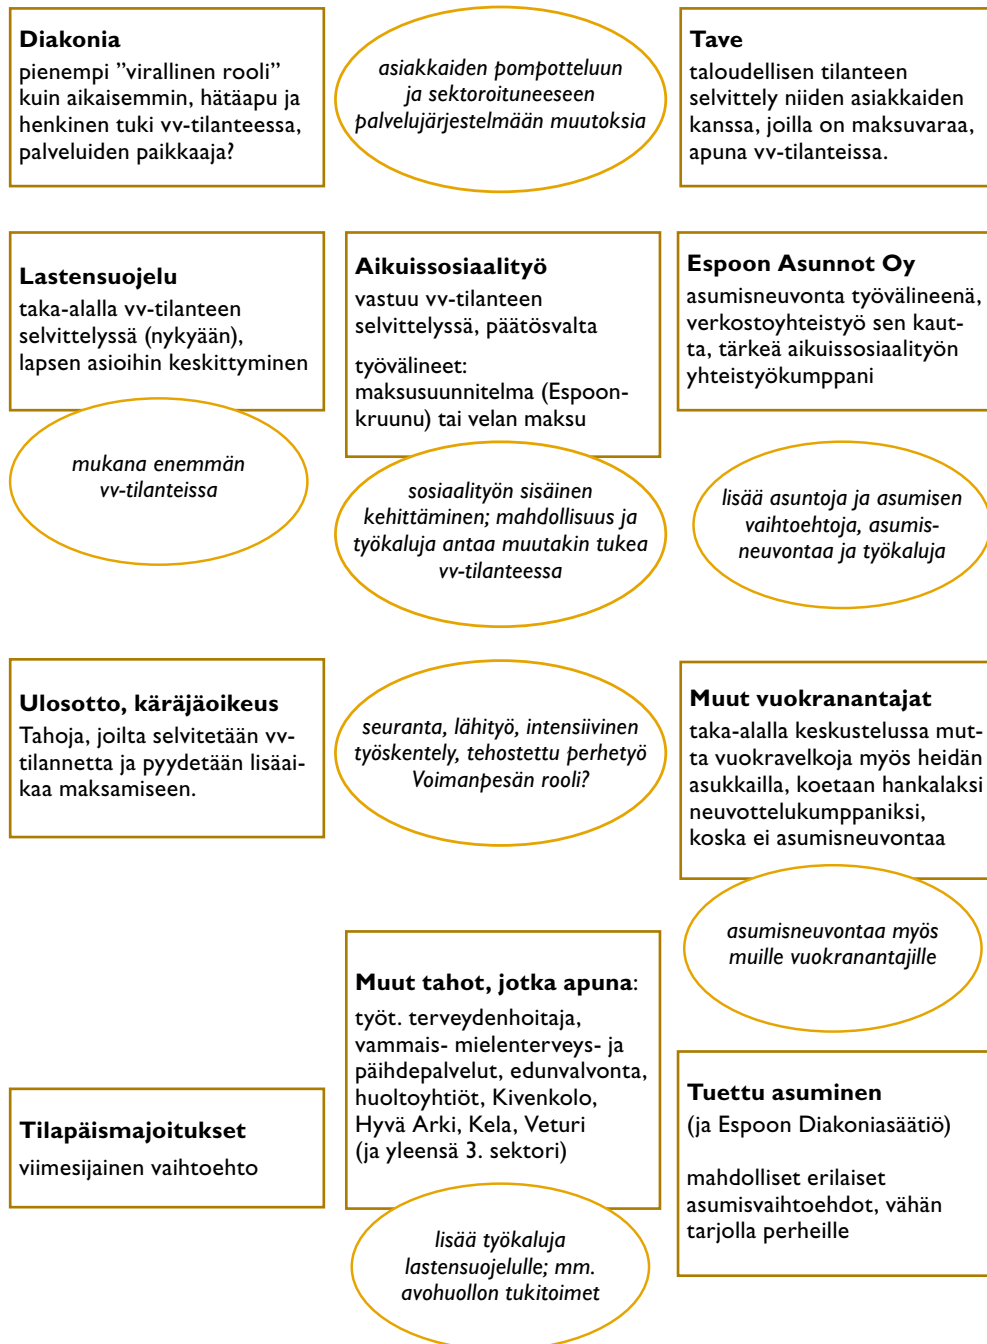 Diakonia
pienempi ”virallinen rooli”
kuin aikaisemmin, hätäapu ja
henkinen tuki vv-tilanteessa,
palveluiden paikkaaja?
asiakkaiden pompotteluun
ja sektoroituneeseen
palvelujärjestelmään muutoksia
Tave
taloudellisen tilanteen
selvittely niiden asiakkaiden
kanssa, joilla on maksuvaraa,
apuna vv-tilanteissa.
Lastensuojelu
taka-alalla vv-tilanteen
selvittelyssä (nykyään),
lapsen asioihin keskittyminen
mukana enemmän
vv-tilanteissa
Aikuissosiaalityö
vastuu vv-tilanteen
selvittelyssä, päätösvalta
työvälineet:
maksusuunnitelma (Espoon-
kruunu) tai velan maksu
sosiaalityön sisäinen
kehittäminen; mahdollisuus ja
työkaluja antaa muutakin tukea
vv-tilanteessa
Espoon Asunnot Oy
asumisneuvonta työvälineenä,
verkostoyhteistyö sen kaut-
ta, tärkeä aikuissosiaalityön
yhteistyökumppani
lisää asuntoja ja asumisen
vaihtoehtoja, asumis-
neuvontaa ja työkaluja
Ulosotto, käräjäoikeus
Tahoja, joilta selvitetään vv-
tilannetta ja pyydetään lisäai-
kaa maksamiseen.
seuranta, lähityö, intensiivinen
työskentely, tehostettu perhetyö
Voimanpesän rooli?
Muut vuokranantajat
taka-alalla keskustelussa mut-
ta vuokravelkoja myös heidän
asukkailla, koetaan hankalaksi
neuvottelukumppaniksi,
koska ei asumisneuvontaa
asumisneuvontaa myös
muille vuokranantajille
Tilapäismajoitukset
viimesijainen vaihtoehto
Muut tahot, jotka apuna:
työt. terveydenhoitaja,
vammais- mielenterveys- ja
päihdepalvelut, edunvalvonta,
huoltoyhtiöt, Kivenkolo,
Hyvä Arki, Kela, Veturi
(ja yleensä 3. sektori)
lisää työkaluja
lastensuojelulle; mm.
avohuollon tukitoimet
Tuettu asuminen
(ja Espoon Diakoniasäätiö)
mahdolliset erilaiset
asumisvaihtoehdot, vähän
tarjolla perheille